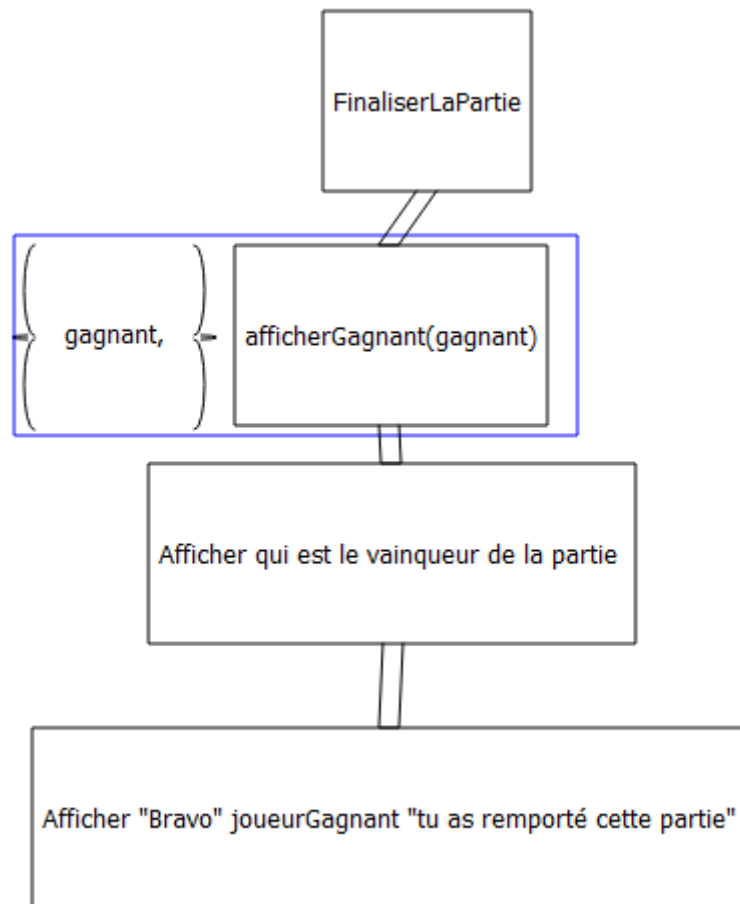 FinaliserLaPartie
gagnant,
afficherGagnant(gagnant)
Afficher qui est le vainqueur de la partie
Afficher "Bravo" joueurGagnant "tu as remporté cette partie"